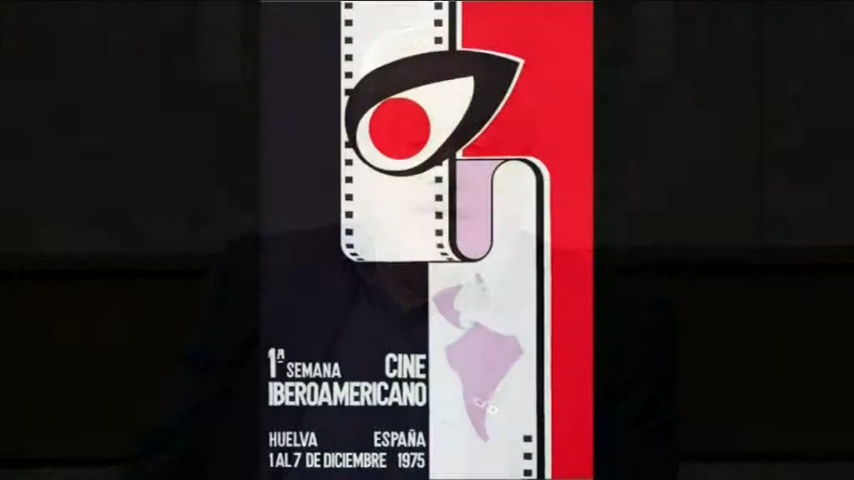 1ª SEMANA CINE
IBEROAMERICANO
HUELVA ESPAÑA
1 AL 7 DE DICIEMBRE 1975